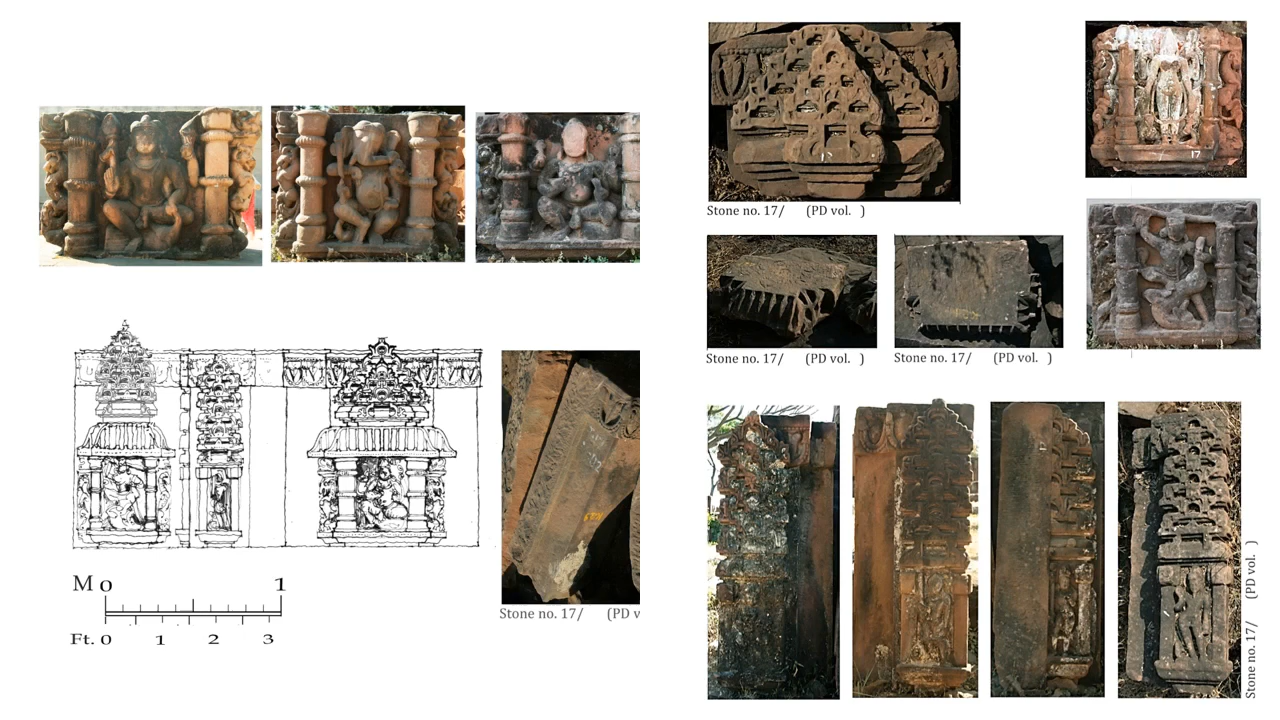 M 0 1
Ft. 0 1 2 3
Stone no. 17/ (PD v
Stone no. 17/ (PD vol. )
17
Stone no. 17/ (PD vol. )
Stone no. 17/ (PD vol. )
Stone no. 17/ (PD vol. )